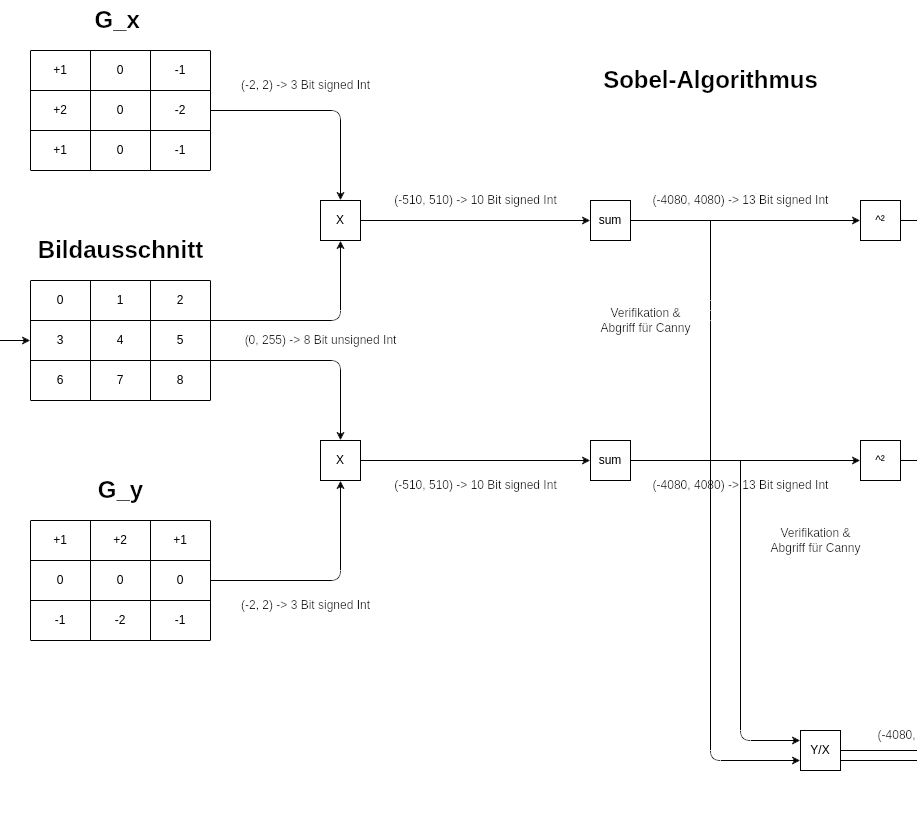 G_x
+1 0 -1
+2 0 -2
+1 0 -1
(-2, 2) -> 3 Bit signed Int
Sobel-Algorithmus
X
(-510, 510) -> 10 Bit signed Int
sum
(-4080, 4080) -> 13 Bit signed Int
^²
Bildausschnitt
0 1 2
3 4 5
6 7 8
(0, 255) -> 8 Bit unsigned Int
Verifikation &
Abgriff für Canny
X
(-510, 510) -> 10 Bit signed Int
sum
(-4080, 4080) -> 13 Bit signed Int
^²
G_y
+1 +2 +1
0 0 0
-1 -2 -1
(-2, 2) -> 3 Bit signed Int
Verifikation &
Abgriff für Canny
Y/X
(-4080,